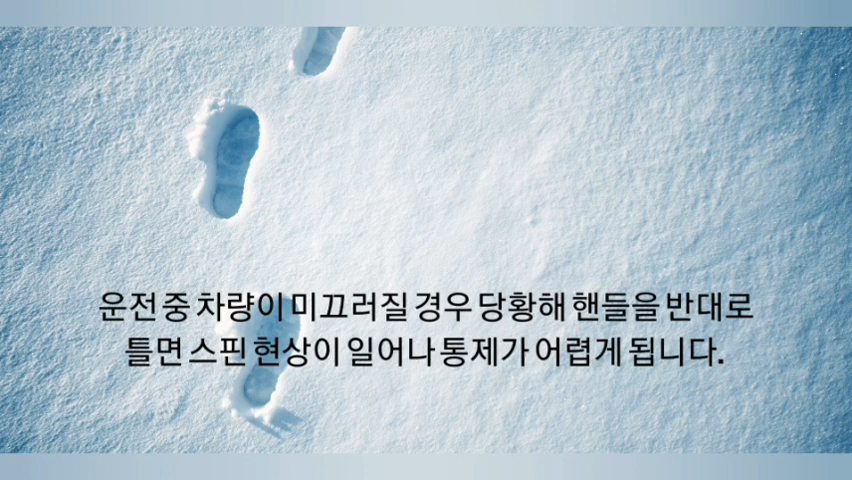 운전 중 차량이 미끄러질 경우 당황해 핸들을 반대로
틀면 스핀 현상이 일어나 통제가 어렵게 됩니다.